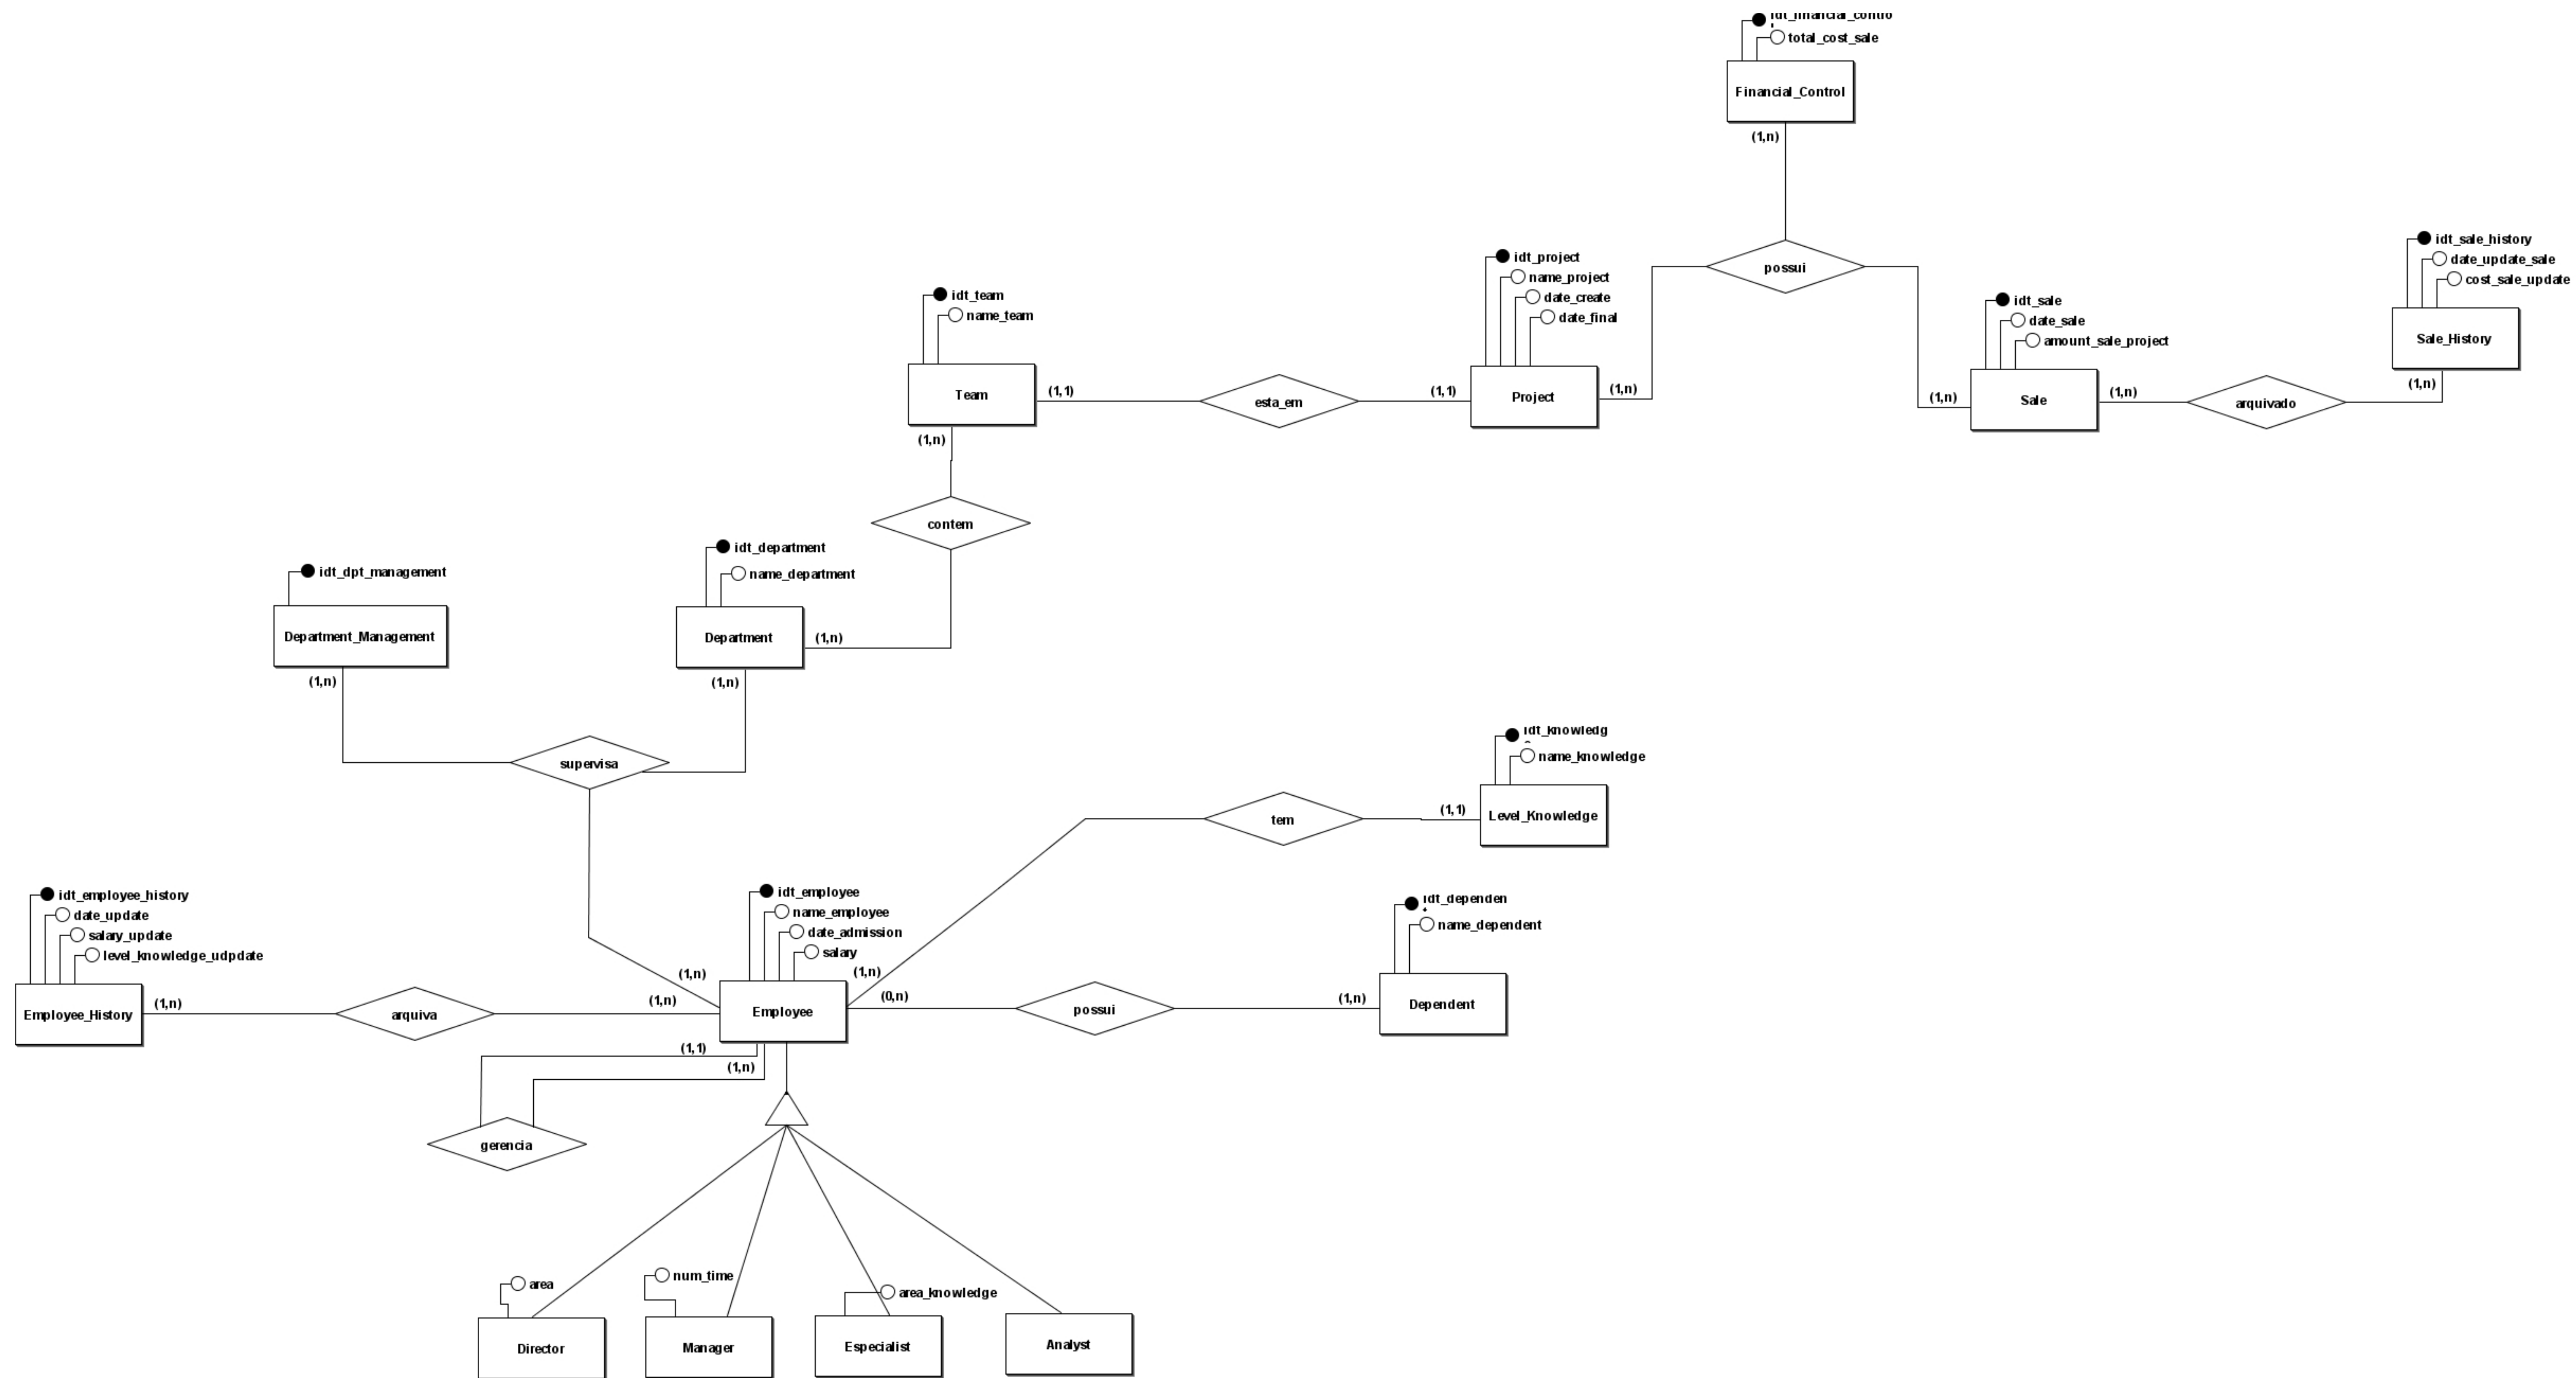 idt_financial_contro
total_cost_sale
Financial_Control
(1,n)
idt_project
name_project
date_create
date_final
possui
idt_sale_history
date_update_sale
cost_sale_update
idt_team
name_team
idt_sale
date_sale
amount_sale_project
Sale_History
Team
(1,1)
esta_em
(1,1)
Project
(1,n)
(1,n)
Sale
(1,n)
arquivado
(1,n)
(1,n)
contem
idt_dpt_management
idt_department
name_department
Department_Management
Department
(1,n)
(1,n)
(1,n)
supervisa
idt_knowledg
name_knowledge
tem
(1,1)
Level_Knowledge
idt_employee_history
date_update
salary_update
level_knowledge_udpdate
idt_employee
name_employee
date_admission
salary
idt_dependen
name_dependent
(1,n)
(1,n)
Employee_History
(1,n)
arquiva
(1,n)
Employee
(0,n)
possui
(1,n)
Dependent
(1,1)
(1,n)
gerencia
area
num_time
area_knowledge
Director
Manager
Especialist
Analyst